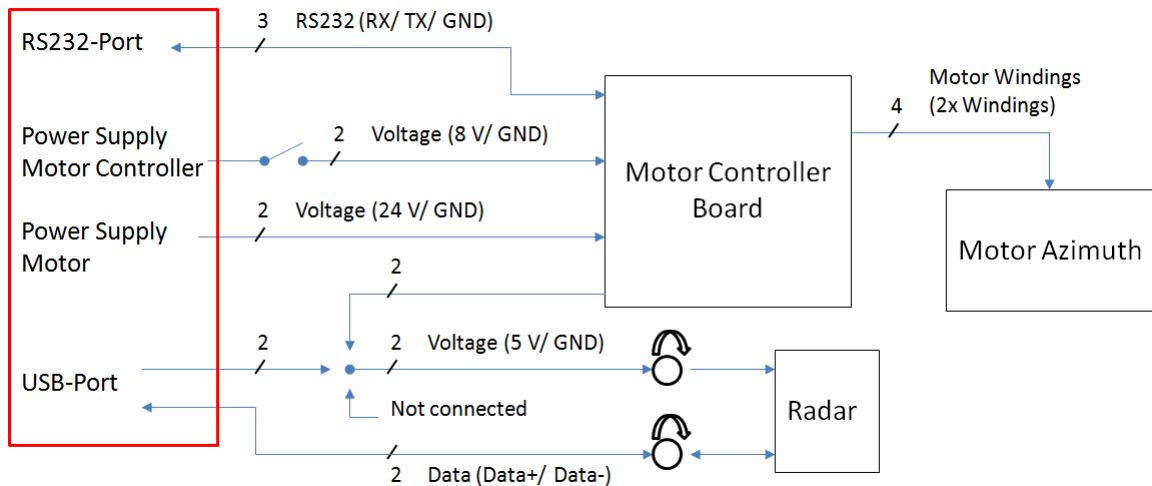 3 RS232 (RX/ TX/ GND)
RS232-Port
Motor Windings
(2x Windings)
4
Power Supply
Motor Controller
2 Voltage (8 V/ GND)
Motor Controller
Board
2 Voltage (24 V/ GND)
Power Supply
Motor
Motor Azimuth
2
2
2 Voltage (5 V/ GND)
USB-Port
Not connected
Radar
2 Data (Data+/ Data-)